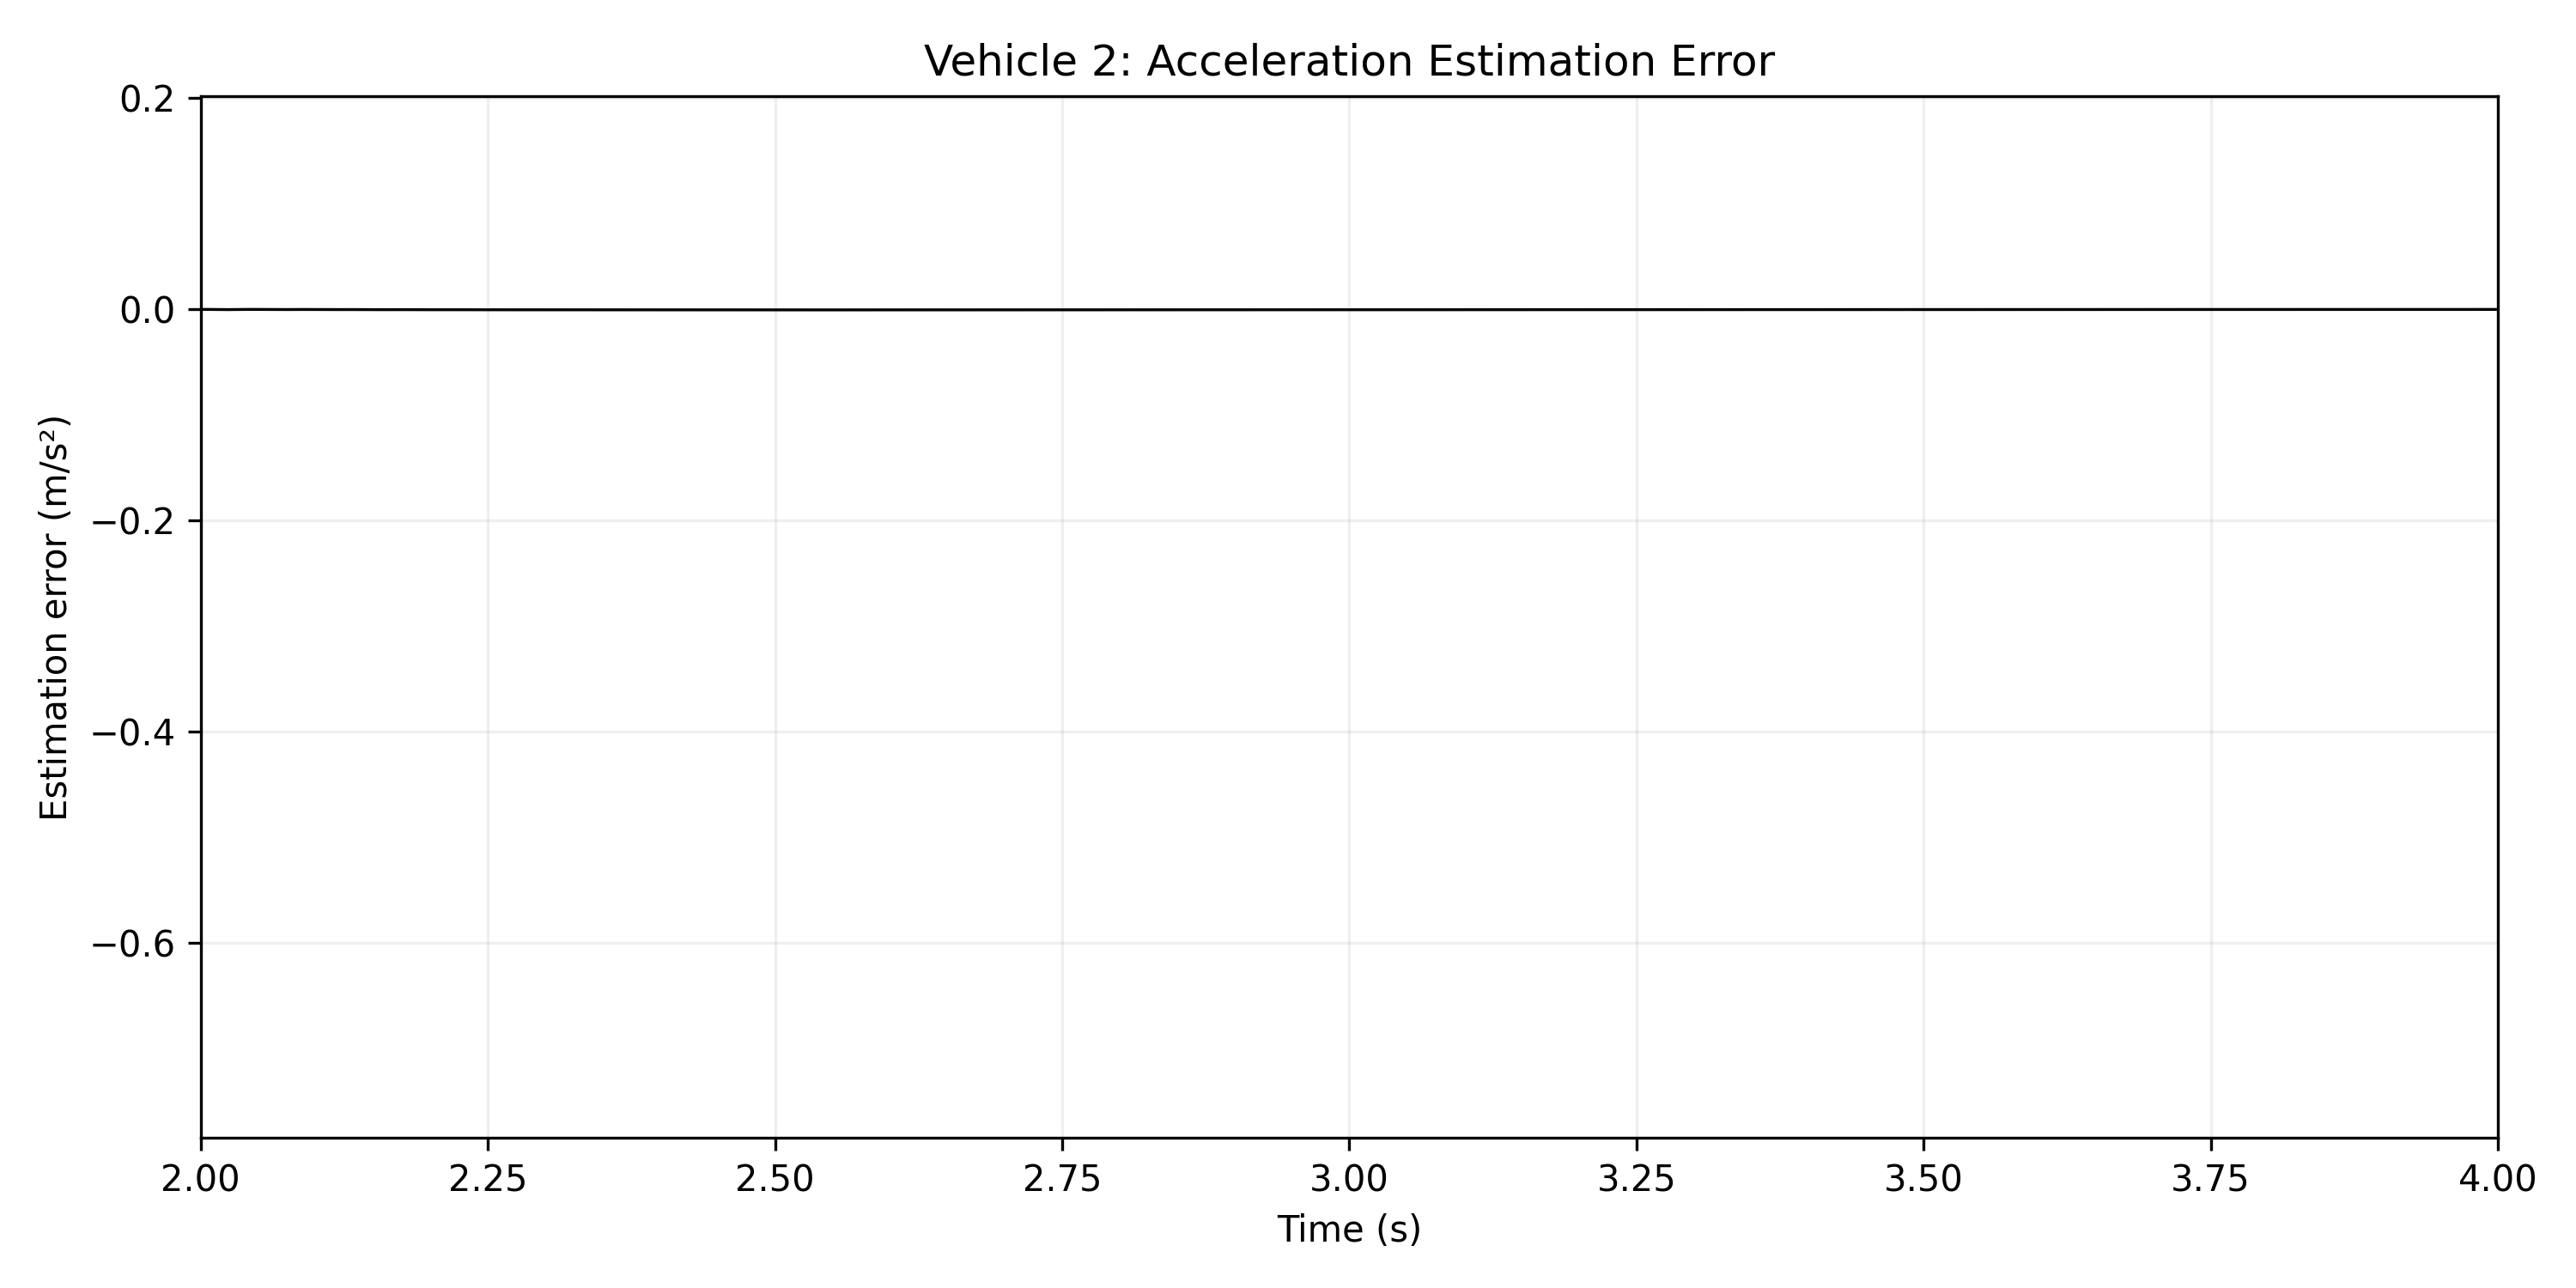 Vehicle 2: Acceleration Estimation Error
0.2
0.0
−0.2
−0.4
−0.6
Estimation error (m/s²)
2.00 2.25 2.50 2.75 3.00 3.25 3.50 3.75 4.00
Time (s)